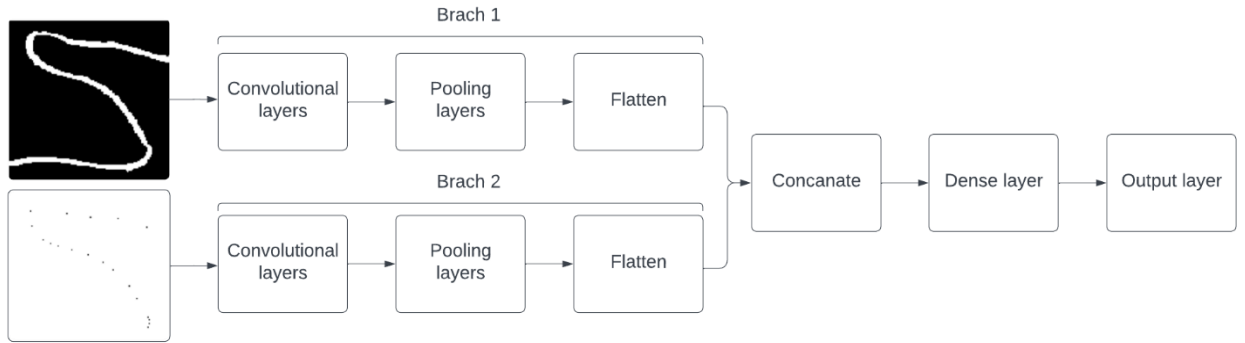 Brach 1
Convolutional
layers
Pooling
layers
Flatten
Brach 2
Convolutional
layers
Pooling
layers
Flatten
Concanate
Dense layer
Output layer